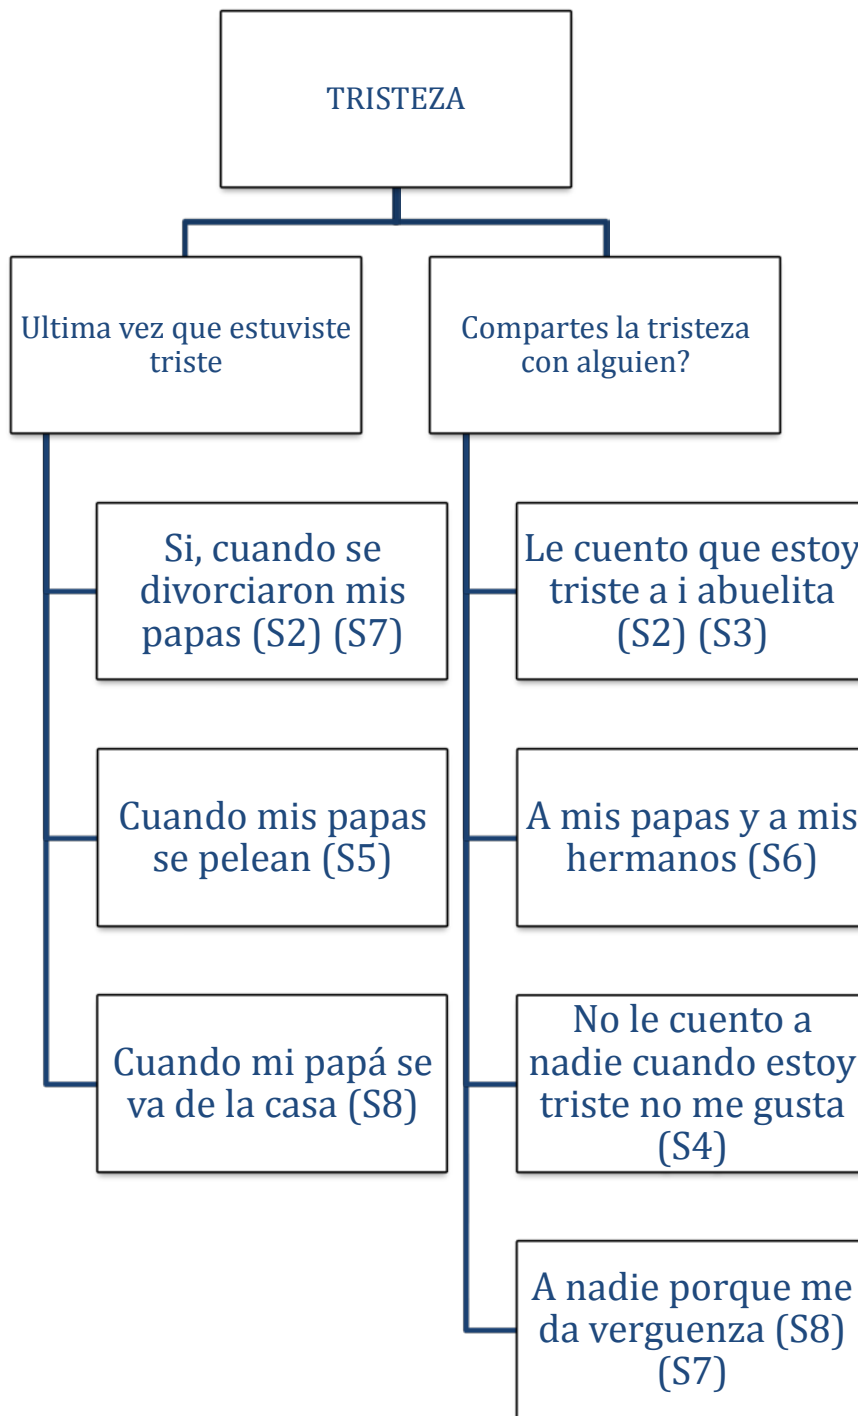 TRISTEZA
Ultima vez que estuviste
triste
Si, cuando se
divorciaron mis
papas (S2) (S7)
Cuando mis papas
se pelean (S5)
Cuando mi papá se
va de la casa (S8)
Compartes la tristeza
con alguien?
Le cuento que estoy
triste a i abuelita
(S2) (S3)
A mis papas y a mis
hermanos (S6)
No le cuento a
nadie cuando estoy
triste no me gusta
(S4)
A nadie porque me
da verguenza (S8)
(S7)